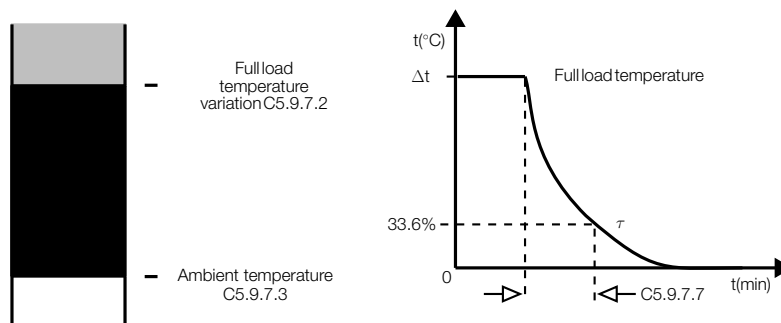 Full load
temperature
variation C5.9.7.2
Ambient temperature
C5.9.7.3
t(°C)
Δt
Full load temperature
33.6%
τ
0
t(min)
C5.9.7.7